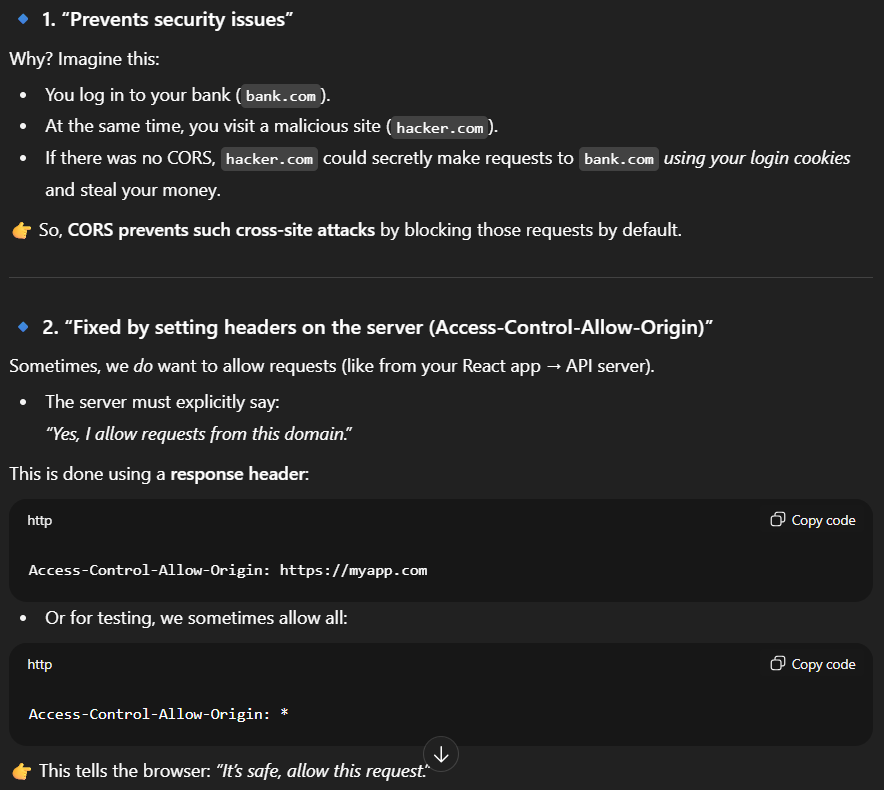 1. “Prevents security issues”
Why? Imagine this:
• You log in to your bank (bank.com).
• At the same time, you visit a malicious site (hacker.com).
• If there was no CORS, hacker.com could secretly make requests to bank.com using your login cookies
and steal your money.
👉 So, CORS prevents such cross-site attacks by blocking those requests by default.
2. “Fixed by setting headers on the server (Access-Control-Allow-Origin)”
Sometimes, we do want to allow requests (like from your React app → API server).
• The server must explicitly say:
“Yes, I allow requests from this domain.”
This is done using a response header:
http Copy code
Access-Control-Allow-Origin: https://myapp.com
• Or for testing, we sometimes allow all:
http Copy code
Access-Control-Allow-Origin: *
👉 This tells the browser: “It’s safe, allow this request.”